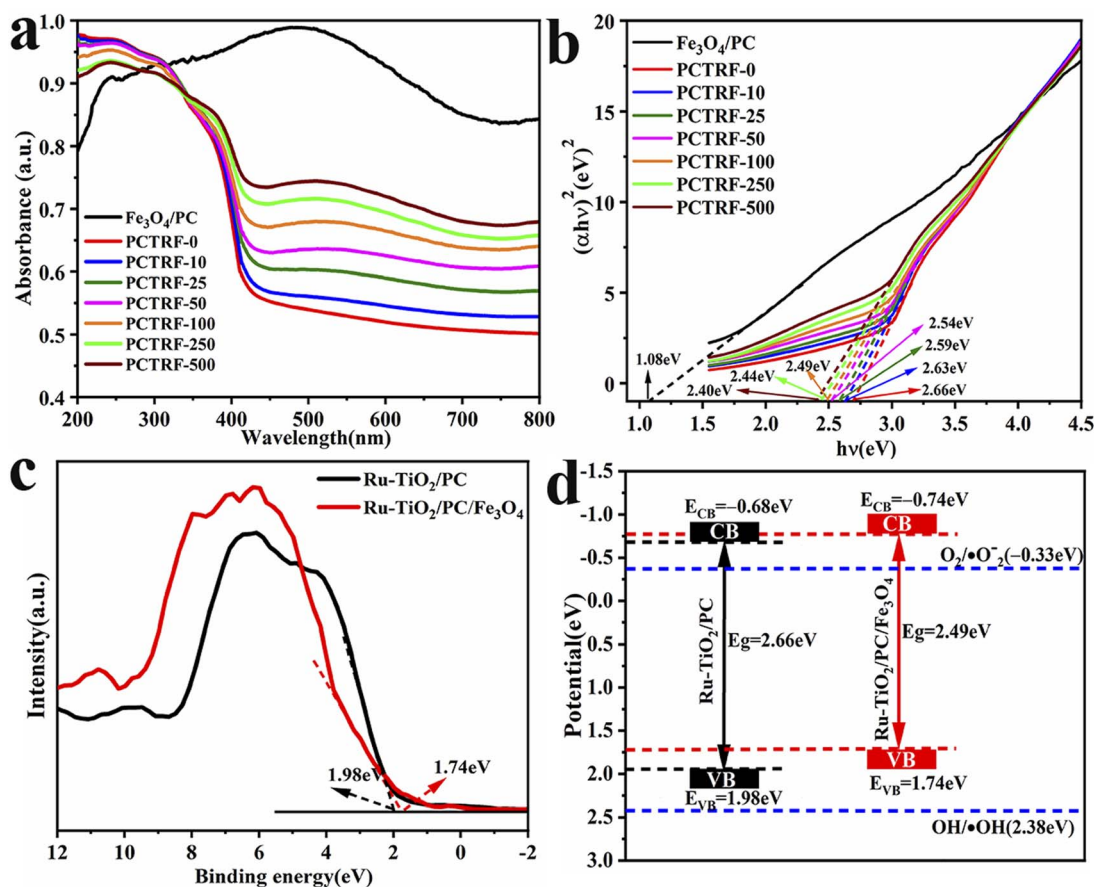 a
1.0
0.9
0.8
0.7
0.6
0.5
0.4
Absorbance (a.u.)
Fe₃O₄/PC
PCTRF-0
PCTRF-10
PCTRF-25
PCTRF-50
PCTRF-100
PCTRF-250
PCTRF-500
200 300 400 500 600 700 800
Wavelength(nm)
b
20
15
10
5
0
(αhν)² (eV)²
Fe₃O₄/PC
PCTRF-0
PCTRF-10
PCTRF-25
PCTRF-50
PCTRF-100
PCTRF-250
PCTRF-500
1.08eV
2.40eV
2.44eV
2.49eV
2.54eV
2.59eV
2.63eV
2.66eV
1.0 1.5 2.0 2.5 3.0 3.5 4.0 4.5
hν(eV)
c
Intensity(a.u.)
Ru-TiO₂/PC
Ru-TiO₂/PC/Fe₃O₄
1.98eV
1.74eV
12 10 8 6 4 2 0 -2
Binding energy(eV)
d
-1.5
-1.0
-0.5
0.0
0.5
1.0
1.5
2.0
2.5
3.0
Potential(eV)
E_CB=−0.68eV
CB
E_CB=−0.74eV
CB
O₂/•O⁻₂(−0.33eV)
Ru-TiO₂/PC
Eg=2.66eV
Ru-TiO₂/PC/Fe₃O₄
Eg=2.49eV
VB
E_VB=1.98eV
VB
E_VB=1.74eV
OH/•OH(2.38eV)